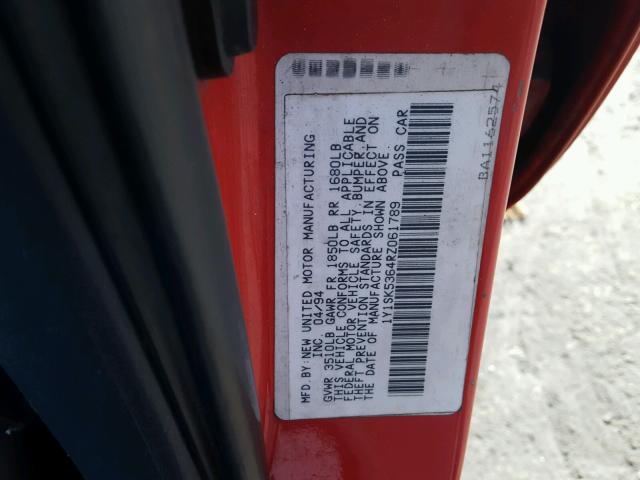 MFD.BY:NEW UNITED MOTOR MANUFACTURING
INC. 04/94
GVWR 3510LB GAWR FR 1850LB RR 1680LB
THIS VEHICLE CONFORMS TO ALL APPLICABLE
FEDERAL MOTOR VEHICLE SAFETY,BUMPER,AND
THEFT PREVENTION STANDARDS IN EFFECT ON
THE DATE OF MANUFACTURE SHOWN ABOVE.
1Y1SK5364RZ061789 PASS CAR
BA1162574